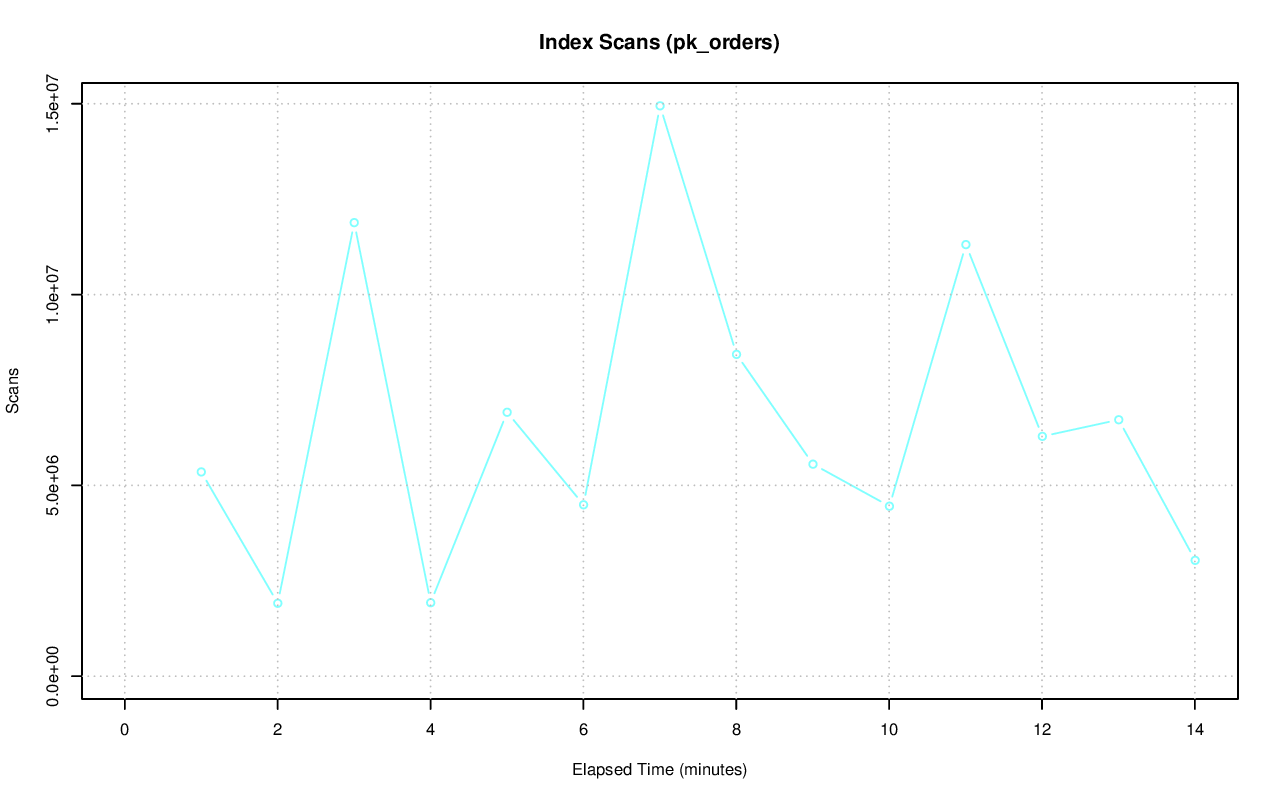 Index Scans (pk_orders)
1.5e+07
1.0e+07
5.0e+06
0.0e+00
Scans
0 2 4 6 8 10 12 14
Elapsed Time (minutes)